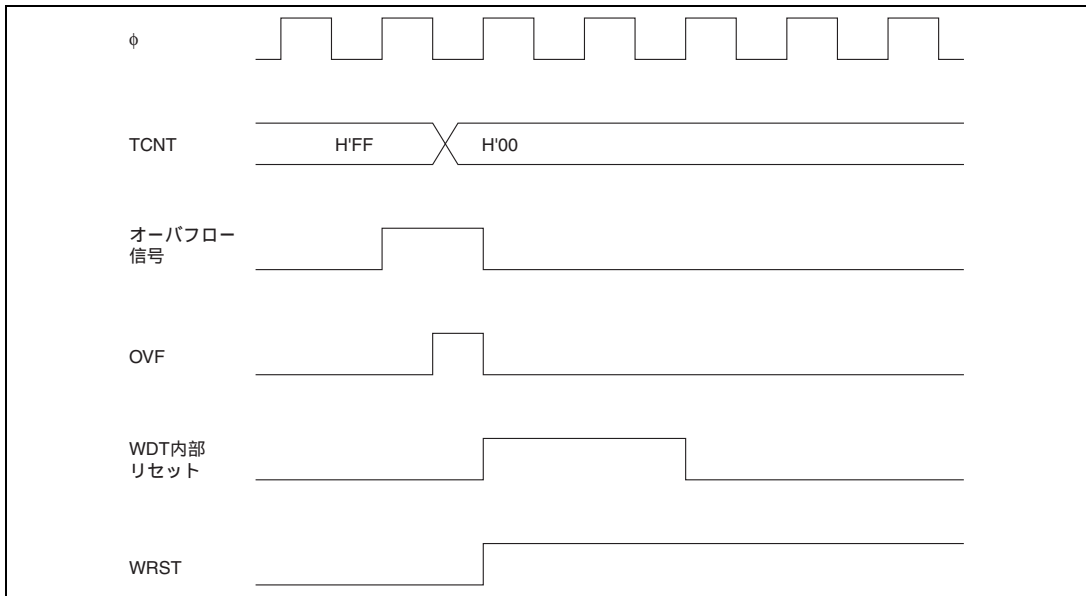 φ
TCNT
H'FF
H'00
オーバフロー
信号
OVF
WDT内部
リセット
WRST